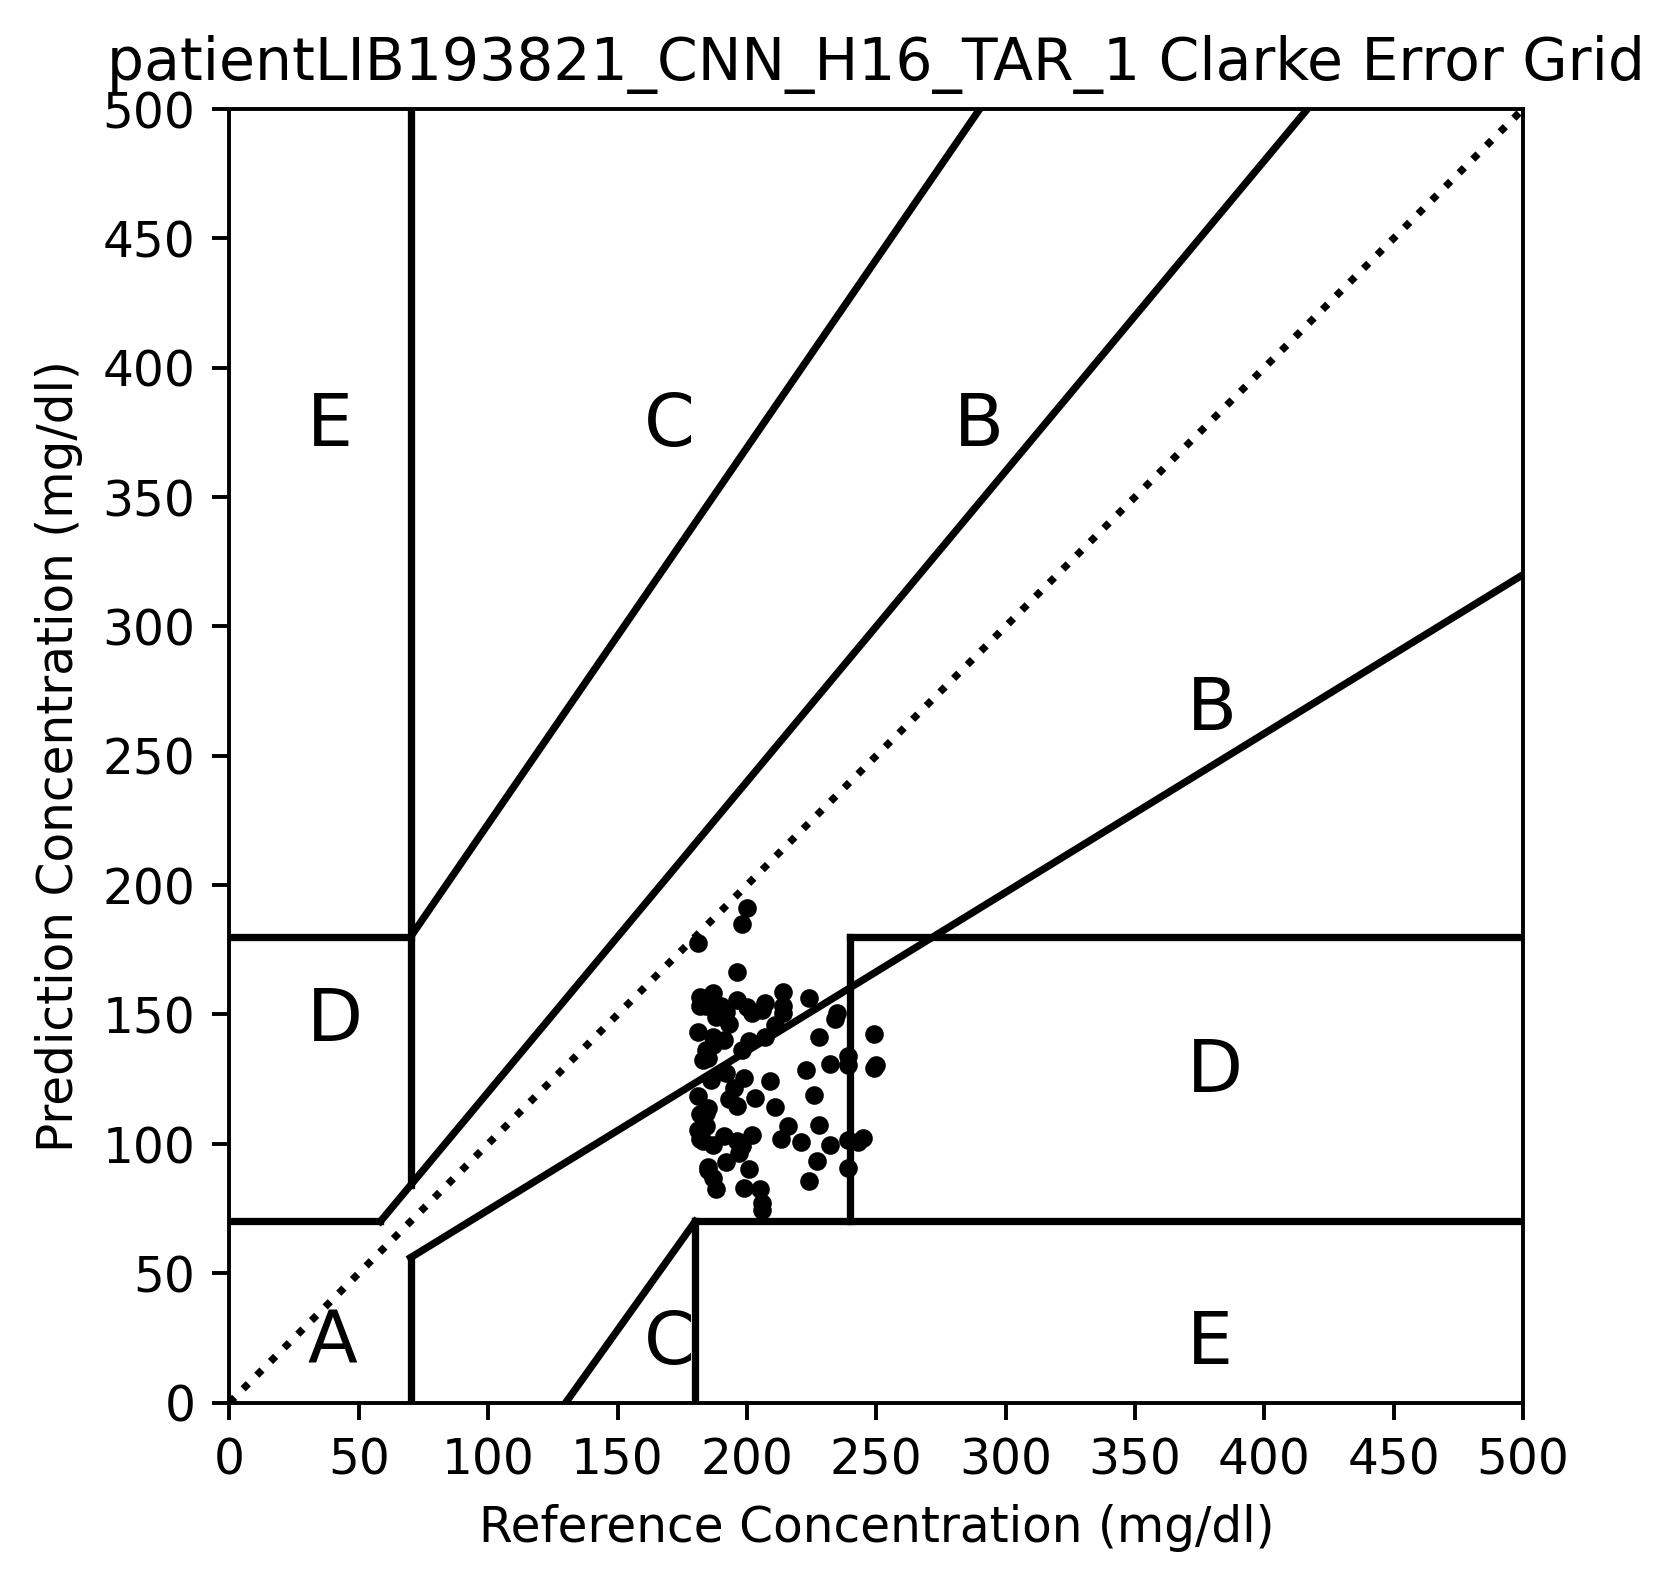 patientLIB193821_CNN_H16_TAR_1 Clarke Error Grid
500
450
400
350
300
250
200
150
100
50
0
Prediction Concentration (mg/dl)
E
C
B
B
D
D
A
C
E
0 50 100 150 200 250 300 350 400 450 500
Reference Concentration (mg/dl)